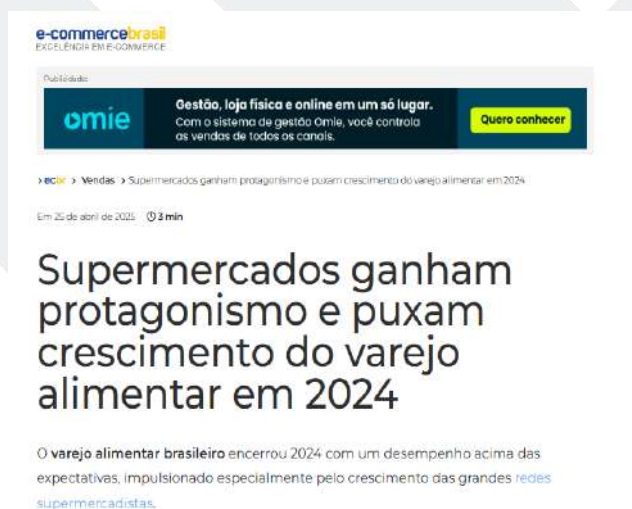 e-commercebrasil
EXCELÊNCIA EM E-COMMERCE
Publicidade
omie
Gestão, loja física e online em um só lugar.
Com o sistema de gestão Omie, você controla
as vendas de todos os canais.
Quero conhecer
> ecbr > Vendas > Supermercados ganham protagonismo e puxam crescimento do varejo alimentar em 2024
Em 25 de abril de 2025 3 min
Supermercados ganham
protagonismo e puxam
crescimento do varejo
alimentar em 2024
O varejo alimentar brasileiro encerrou 2024 com um desempenho acima das
expectativas, impulsionado especialmente pelo crescimento das grandes redes
supermercadistas.